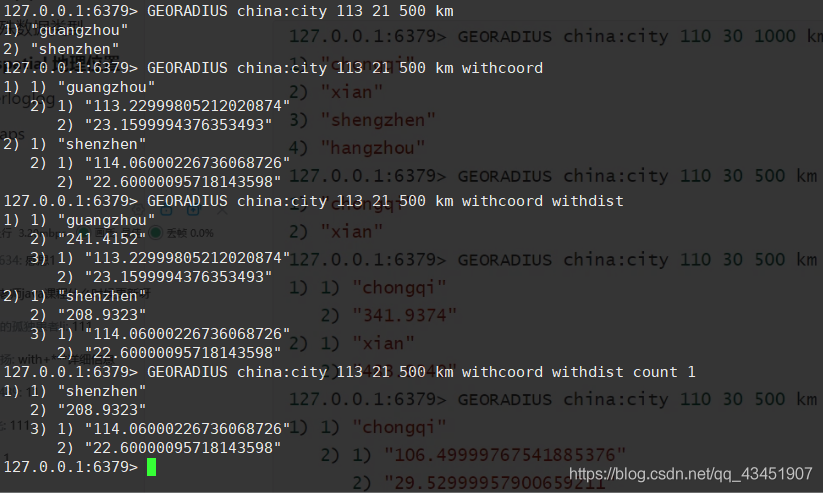 127.0.0.1:6379> GEORADIUS china:city 113 21 500 km
1) "guangzhou"
2) "shenzhen"
127.0.0.1:6379> GEORADIUS china:city 113 21 500 km withcoord
1) 1) "guangzhou"
   2) 1) "113.22999805212020874"
      2) "23.1599994376353493"
2) 1) "shenzhen"
   2) 1) "114.06000226736068726"
      2) "22.60000095718143598"
127.0.0.1:6379> GEORADIUS china:city 113 21 500 km withcoord withdist
1) 1) "guangzhou"
   2) "241.4152"
   3) 1) "113.22999805212020874"
      2) "23.1599994376353493"
2) 1) "shenzhen"
   2) "208.9323"
   3) 1) "114.06000226736068726"
      2) "22.60000095718143598"
127.0.0.1:6379> GEORADIUS china:city 113 21 500 km withcoord withdist count 1
1) 1) "shenzhen"
   2) "208.9323"
   3) 1) "114.06000226736068726"
      2) "22.60000095718143598"
127.0.0.1:6379>
127.0.0.1:6379> GEORADIUS china:city 110 30 1000 km
1) "chongqi"
2) "xian"
3) "shengzhen"
4) "hangzhou"
127.0.0.1:6379> GEORADIUS china:city 110 30 500 km
1) "chongqi"
2) "xian"
127.0.0.1:6379> GEORADIUS china:city 110 30 500 km
1) 1) "chongqi"
   2) "341.9374"
2) 1) "xian"
127.0.0.1:6379> GEORADIUS china:city 110 30 500 km
1) 1) "chongqi"
   2) 1) "106.49999767541885376"
      2) "29.52999957900659211
丢帧 0.0%
https://blog.csdn.net/qq_43451907